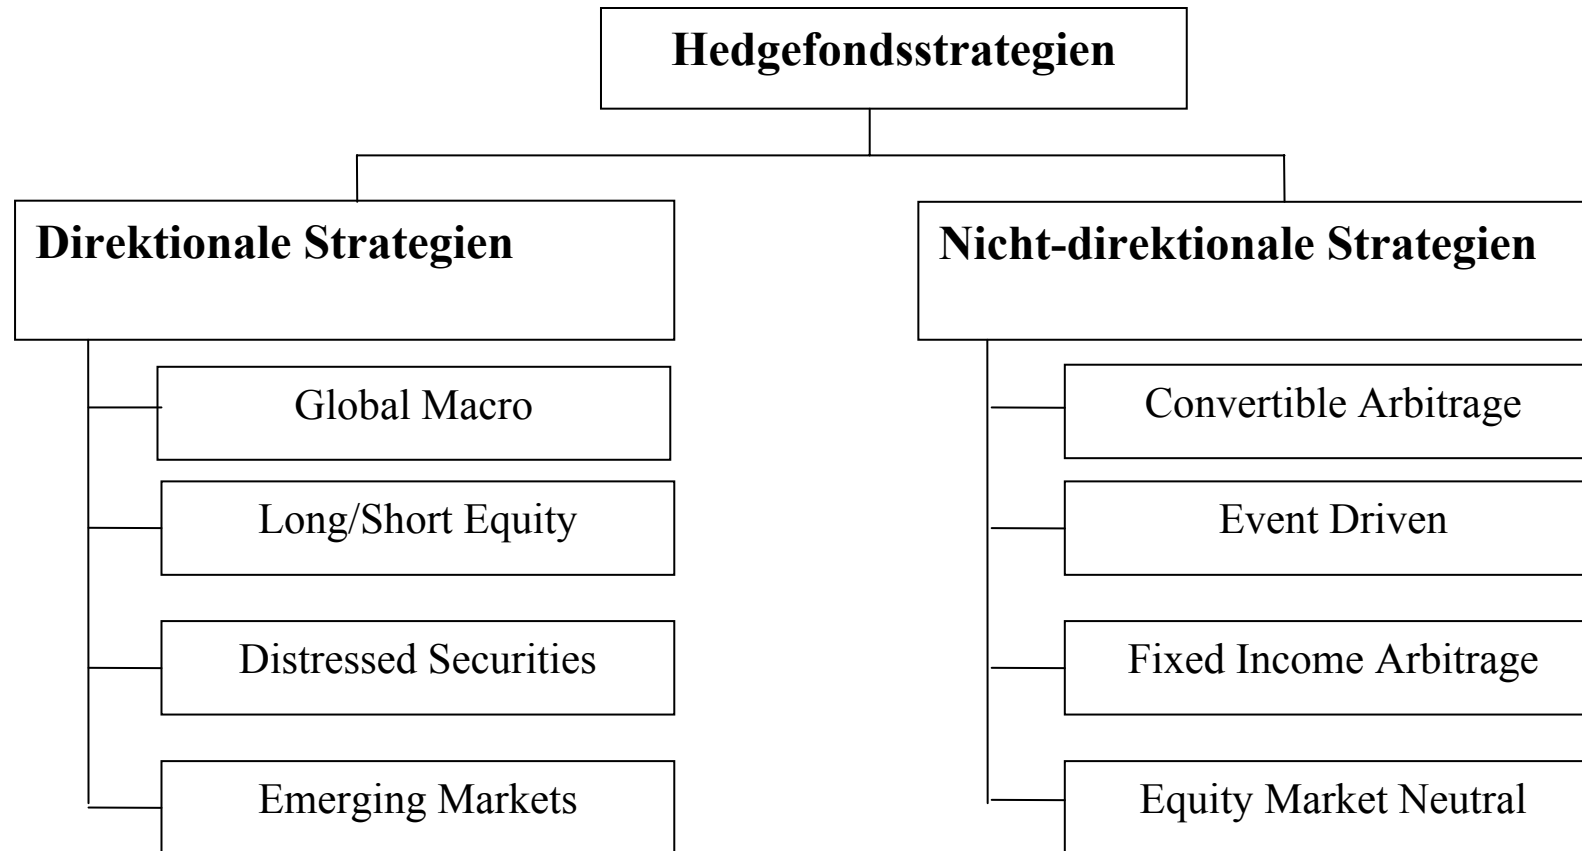 Hedgefondsstrategien
Direktionale Strategien
Global Macro
Long/Short Equity
Distressed Securities
Emerging Markets
Nicht-direktionale Strategien
Convertible Arbitrage
Event Driven
Fixed Income Arbitrage
Equity Market Neutral